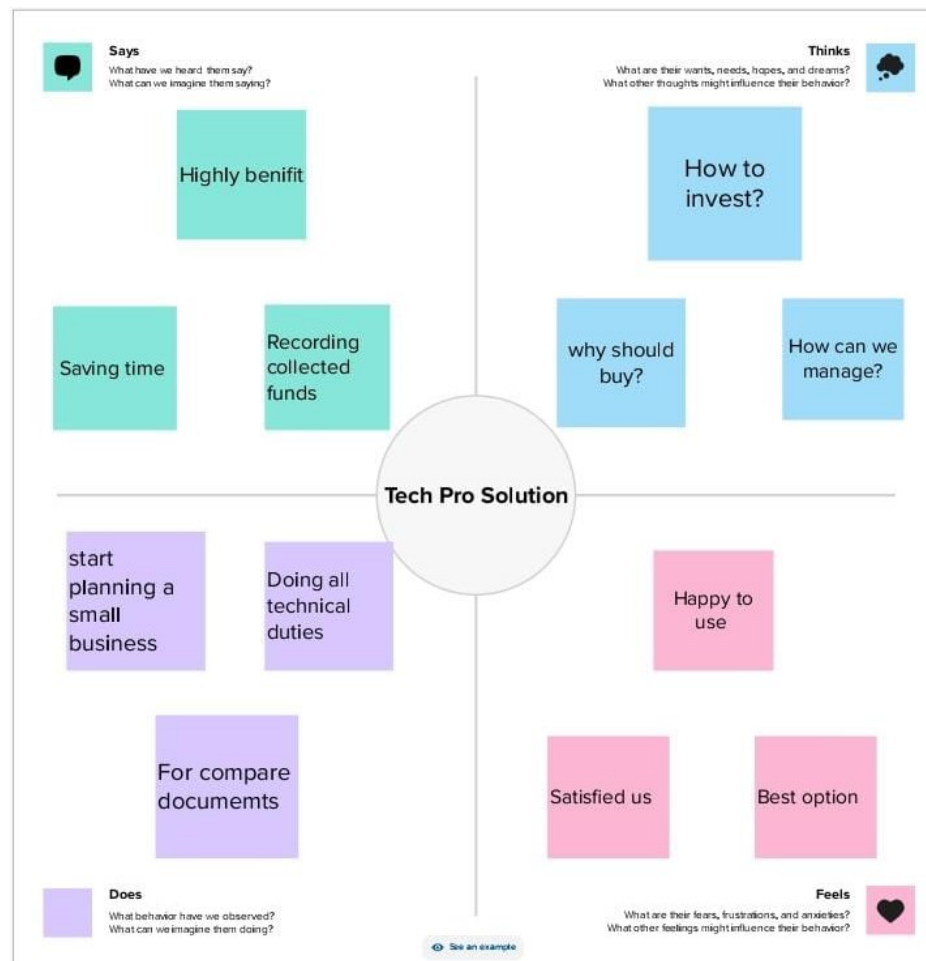 Says
What have we heard them say?
What can we imagine them saying?
Highly benifit
Saving time
Recording
collected
funds
Thinks
What are their wants, needs, hopes, and dreams?
What other thoughts might influence their behavior?
How to
invest?
why should
buy?
How can we
manage?
Tech Pro Solution
start
planning a
small
business
Doing all
technical
duties
For compare
documemts
Does
What behavior have we observed?
What can we imagine them doing?
Happy to
use
Satisfied us
Best option
Feels
What are their fears, frustrations, and anxieties?
What other feelings might influence their behavior?
See an example